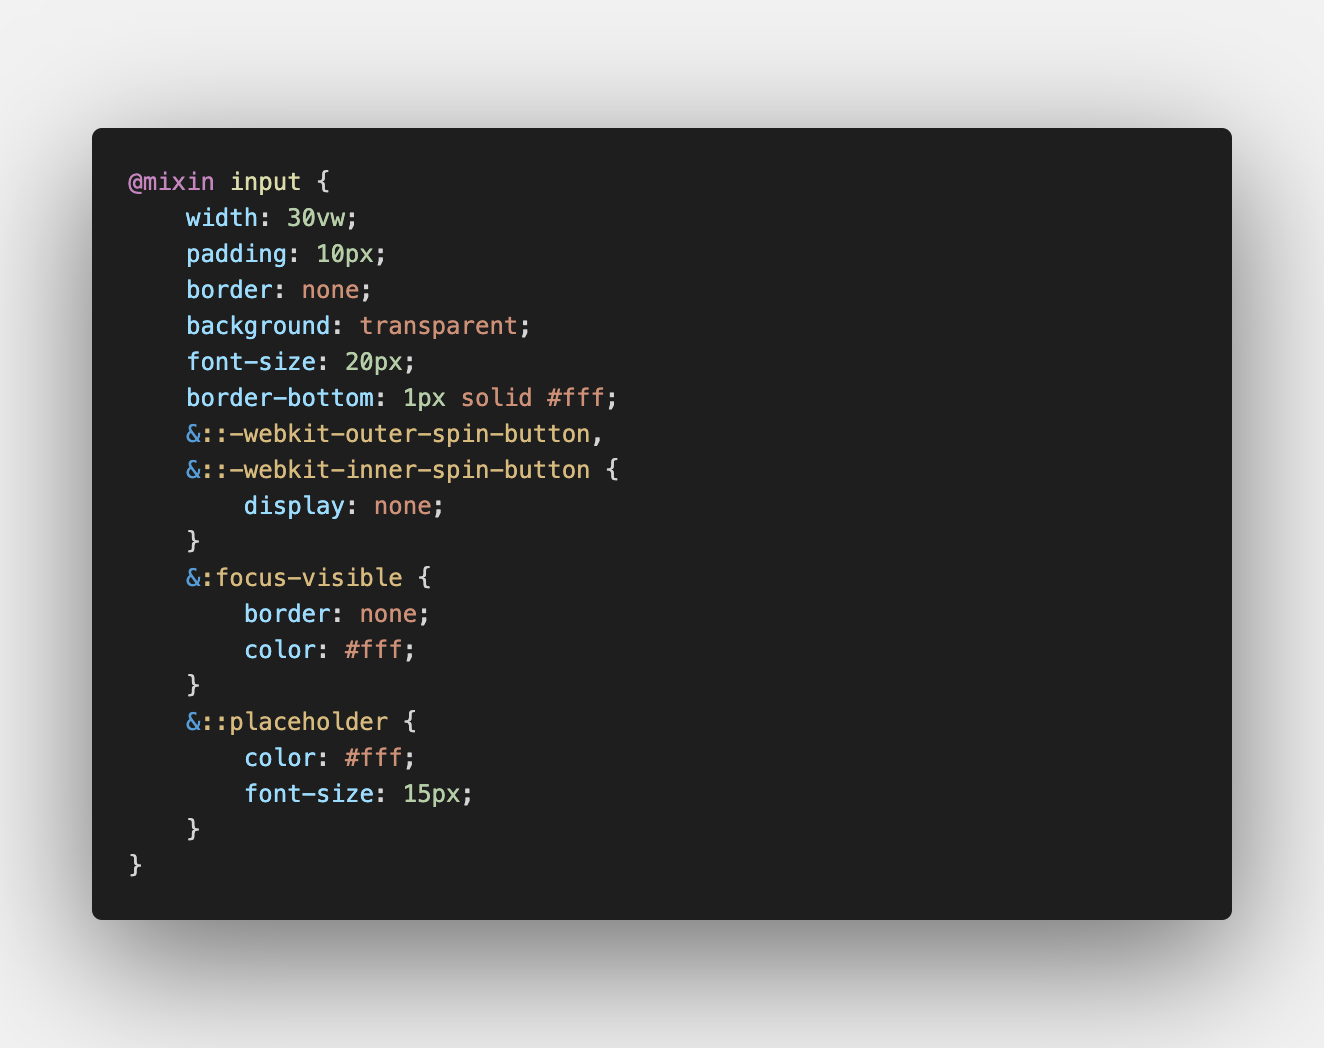 @mixin input {
    width: 30vw;
    padding: 10px;
    border: none;
    background: transparent;
    font-size: 20px;
    border-bottom: 1px solid #fff;
    &::-webkit-outer-spin-button,
    &::-webkit-inner-spin-button {
        display: none;
    }
    &:focus-visible {
        border: none;
        color: #fff;
    }
    &::placeholder {
        color: #fff;
        font-size: 15px;
    }
}